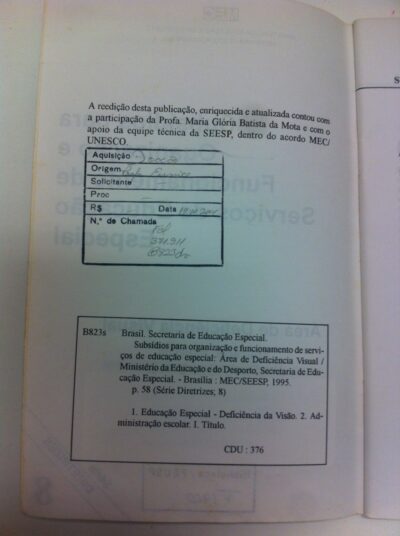 A reedição desta publicação, enriquecida e atualizada contou com
a participação da Profa. Maria Glória Batista da Mota e com o
apoio da equipe técnica da SEESP, dentro do acordo MEC/
UNESCO.
Aquisição
Origem
Solicitante
Proc
R$ Data
N.º de Chamada
371.911
B823s
B823s Brasil. Secretaria de Educação Especial.
Subsídios para organização e funcionamento de servi-
ços de educação especial: Área de Deficiência Visual /
Ministério da Educação e do Desporto, Secretaria de Edu-
cação Especial. - Brasília : MEC/SEESP, 1995.
p. 58 (Série Diretrizes; 8)
1. Educação Especial - Deficiência da Visão. 2. Ad-
ministração escolar. I. Título.
CDU : 376